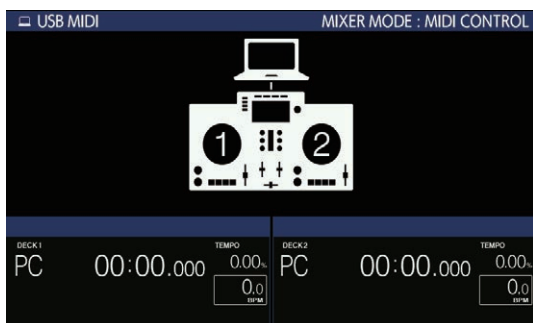 USB MIDI
MIXER MODE : MIDI CONTROL
1
2
DECK1
PC
00:00.000
TEMPO
0.00%
0.0
BPM
DECK2
PC
00:00.000
TEMPO
0.00%
0.0
BPM